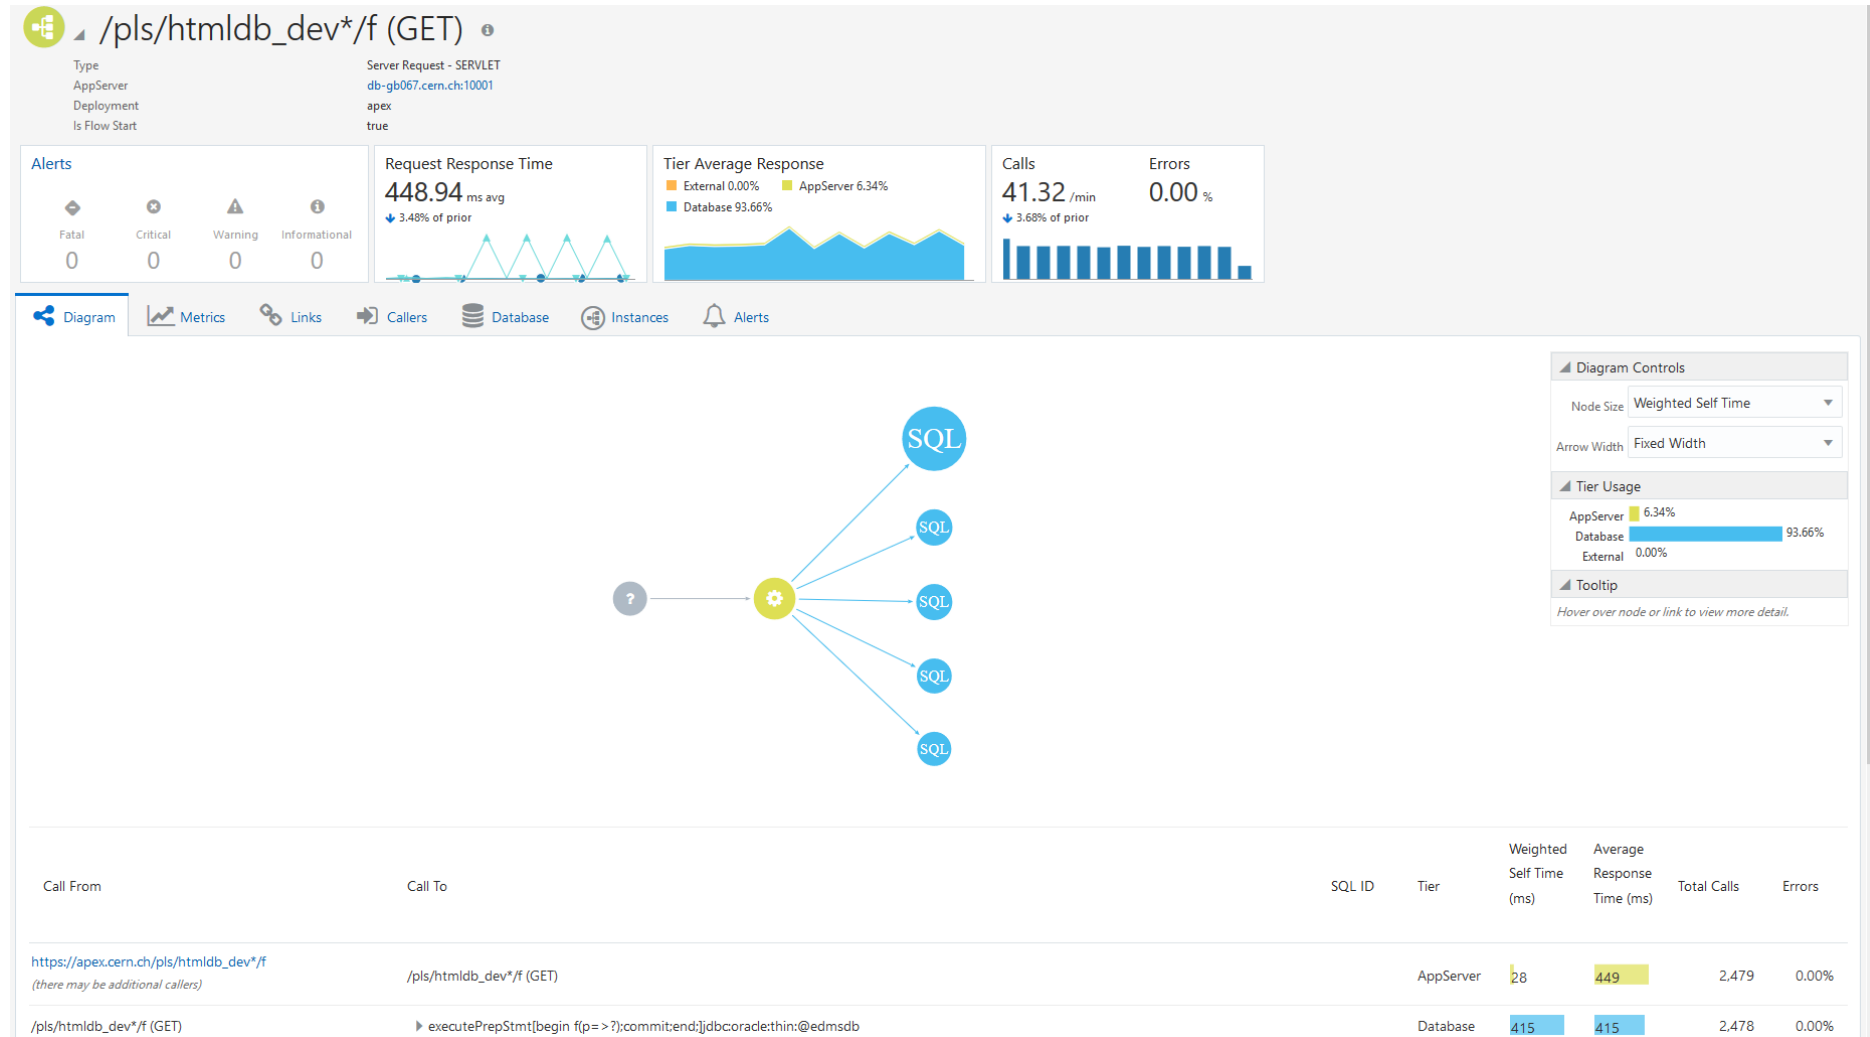 /pls/htmldb_dev*/f (GET)
Type Server Request - SERVLET
AppServer db-gb067.cern.ch:10001
Deployment apex
Is Flow Start true
Alerts
Fatal Critical Warning Informational
0 0 0 0
Request Response Time
448.94 ms avg
3.48% of prior
Tier Average Response
External 0.00% AppServer 6.34%
Database 93.66%
Calls Errors
41.32 /min 0.00 %
3.68% of prior
Diagram Metrics Links Callers Database Instances Alerts
Diagram Controls
Node Size Weighted Self Time
Arrow Width Fixed Width
Tier Usage
AppServer 6.34%
Database 93.66%
External 0.00%
Tooltip
Hover over node or link to view more detail.
SQL
SQL
? SQL
SQL
SQL
Call From Call To SQL ID Tier Weighted Self Time (ms) Average Response Time (ms) Total Calls Errors
https://apex.cern.ch/pls/htmldb_dev*/f
(there may be additional callers)
/pls/htmldb_dev*/f (GET) AppServer 28 449 2,479 0.00%
/pls/htmldb_dev*/f (GET) executePrepStmt[begin f(p=>?);commit;end;]jdbc:oracle:thin:@edmsdb Database 415 415 2,478 0.00%